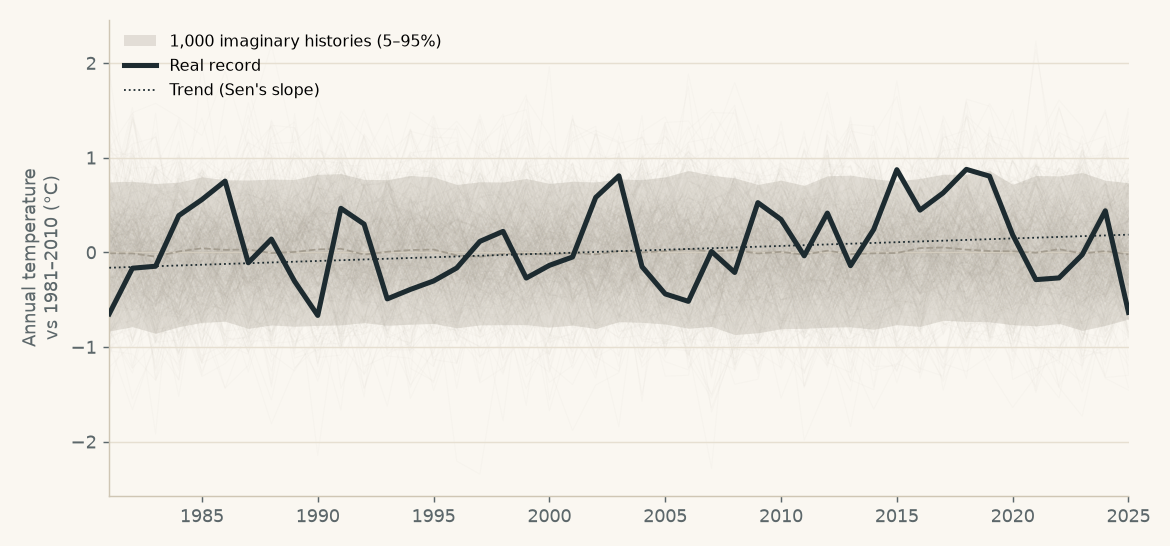 1,000 imaginary histories (5–95%)
Real record
Trend (Sen's slope)
Annual temperature
vs 1981–2010 (°C)
2
1
0
−1
−2
1985 1990 1995 2000 2005 2010 2015 2020 2025